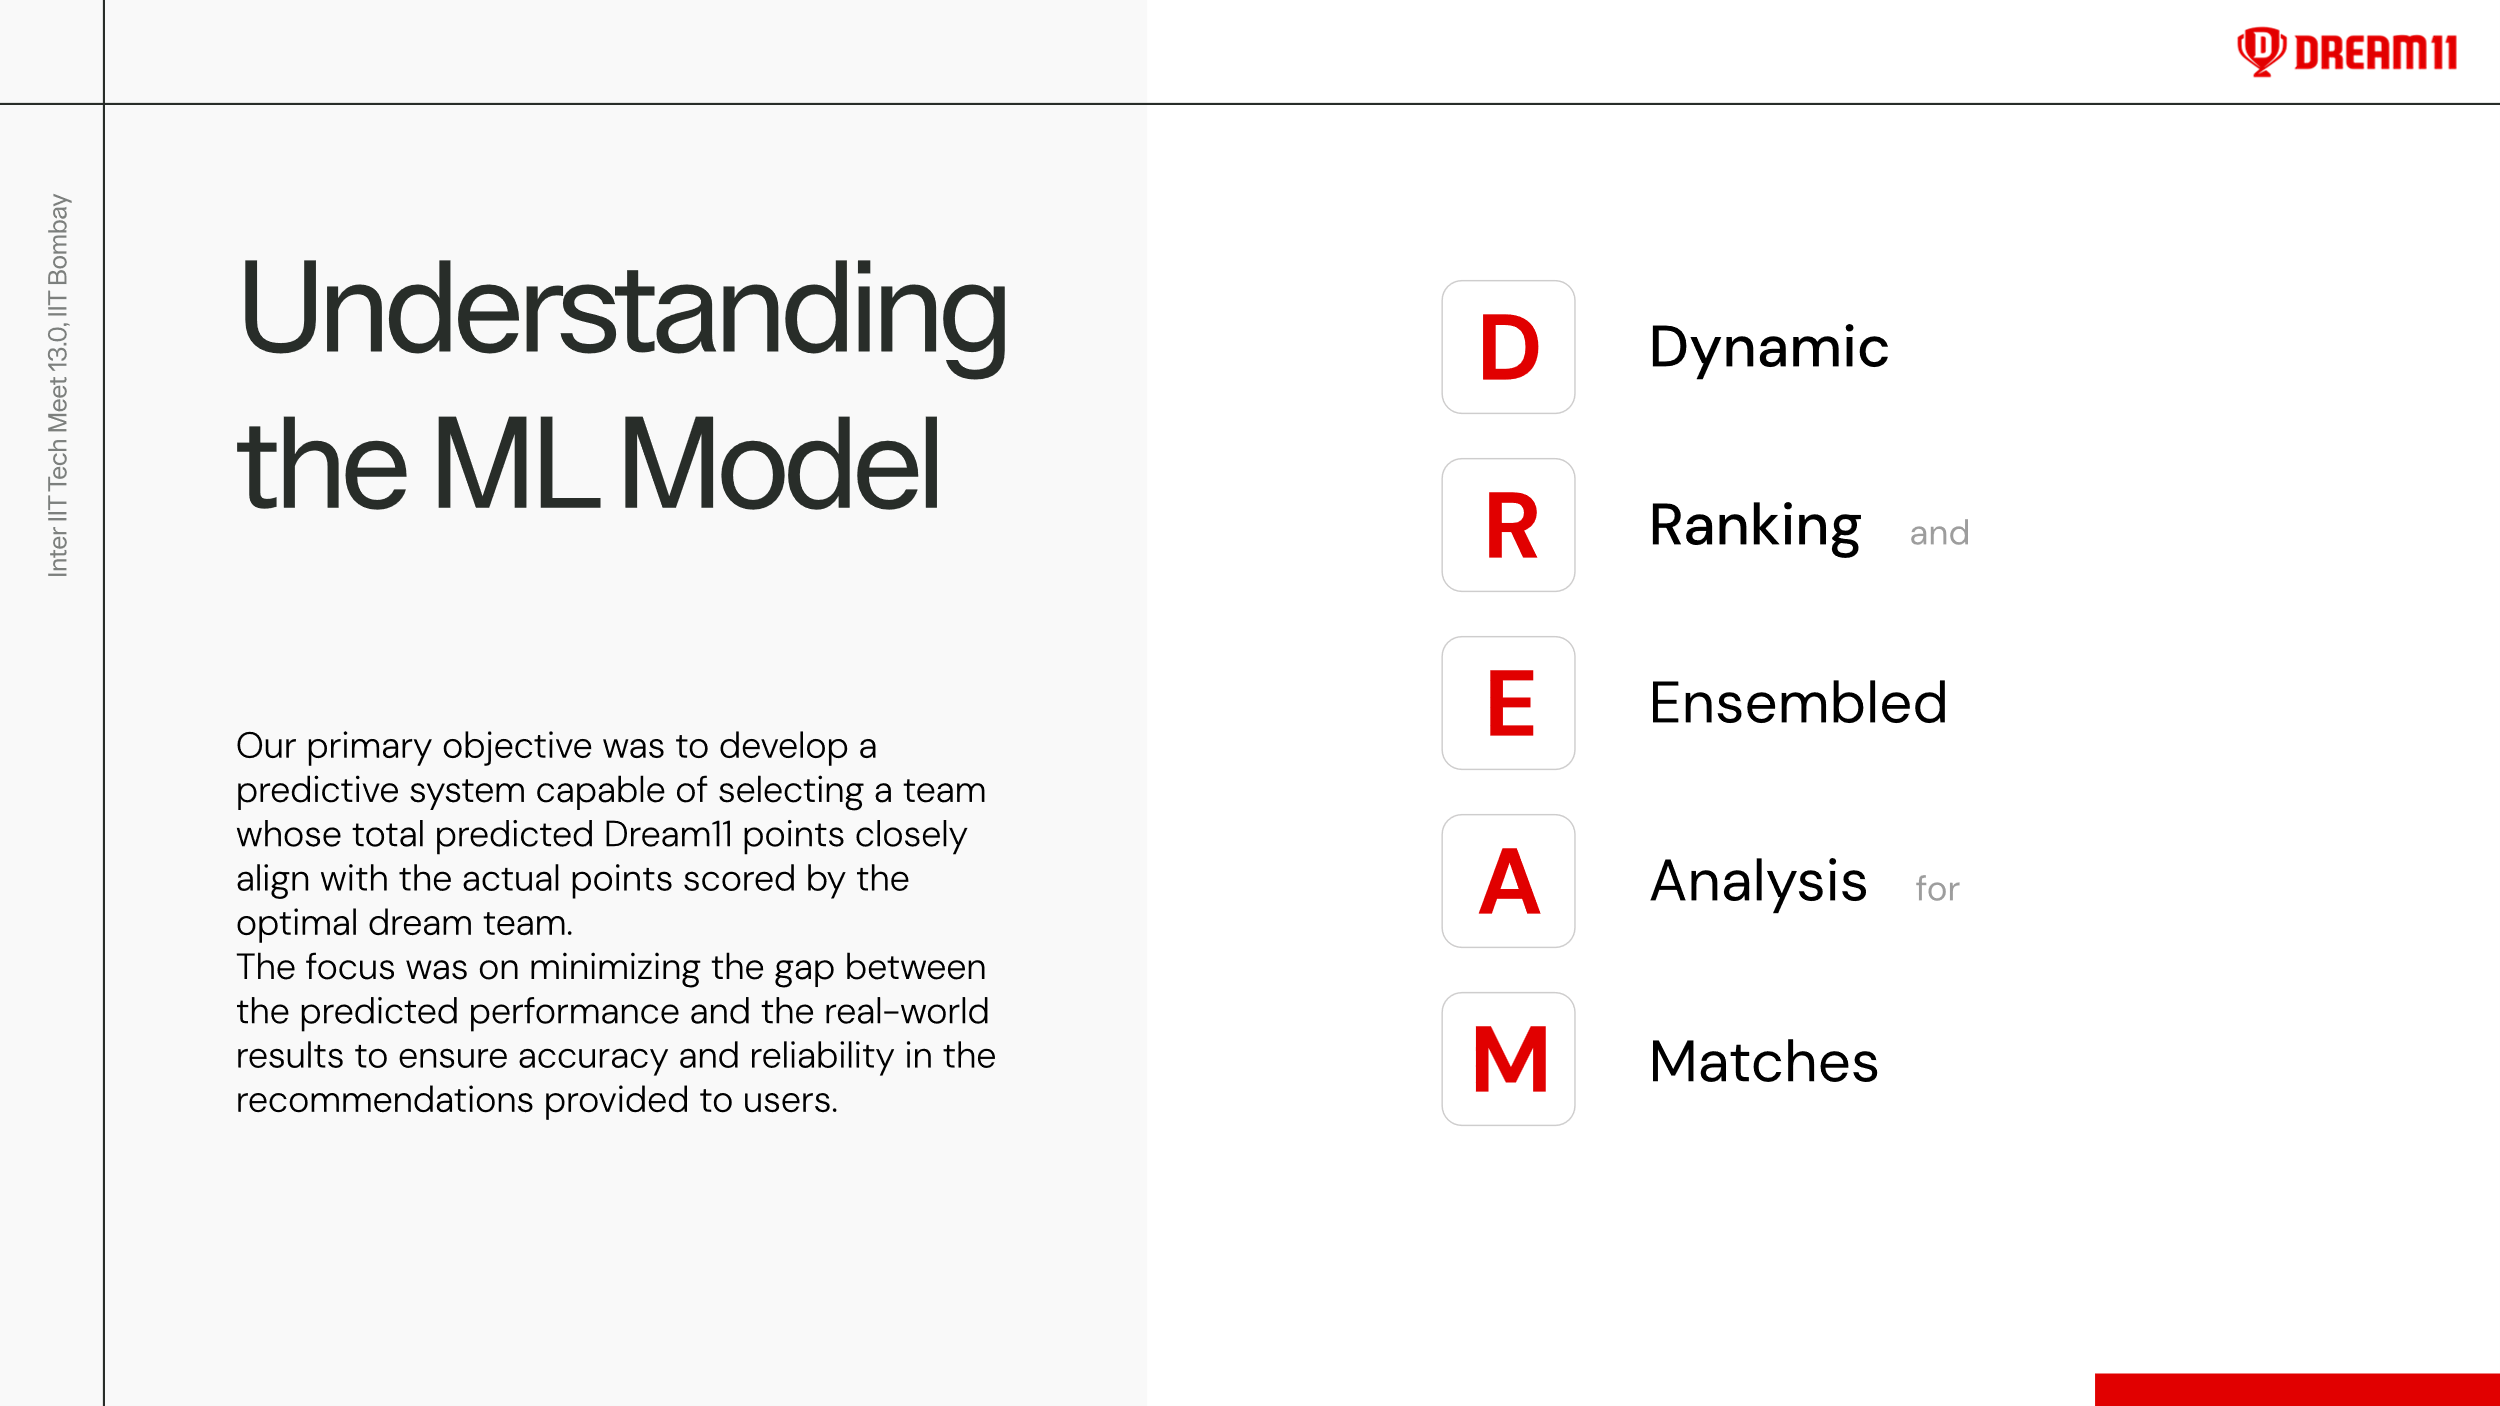 DREAM11
Inter IIT Tech Meet 13.0, IIT Bombay
Understanding
the ML Model
Our primary objective was to develop a
predictive system capable of selecting a team
whose total predicted Dream11 points closely
align with the actual points scored by the
optimal dream team.
The focus was on minimizing the gap between
the predicted performance and the real-world
results to ensure accuracy and reliability in the
recommendations provided to users.
D Dynamic
R Ranking and
E Ensembled
A Analysis for
M Matches